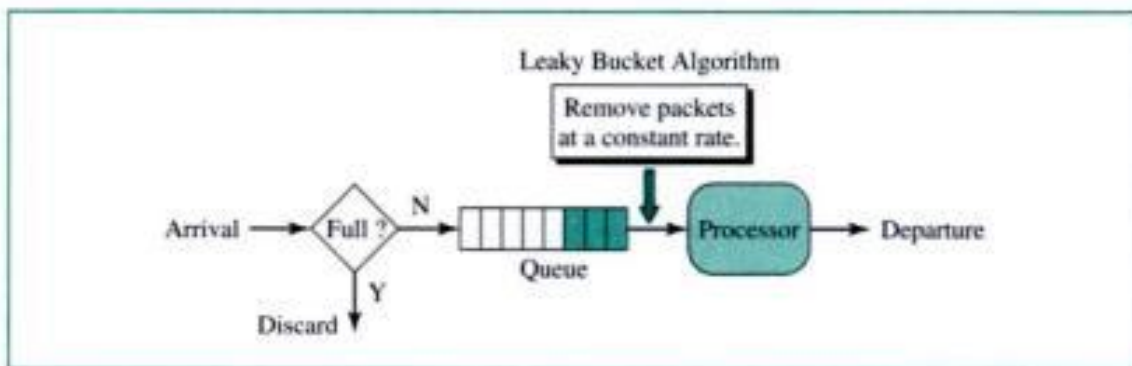 Leaky Bucket Algorithm
Remove packets
at a constant rate.
Arrival
Full ?
N
Queue
Processor
Departure
Y
Discard